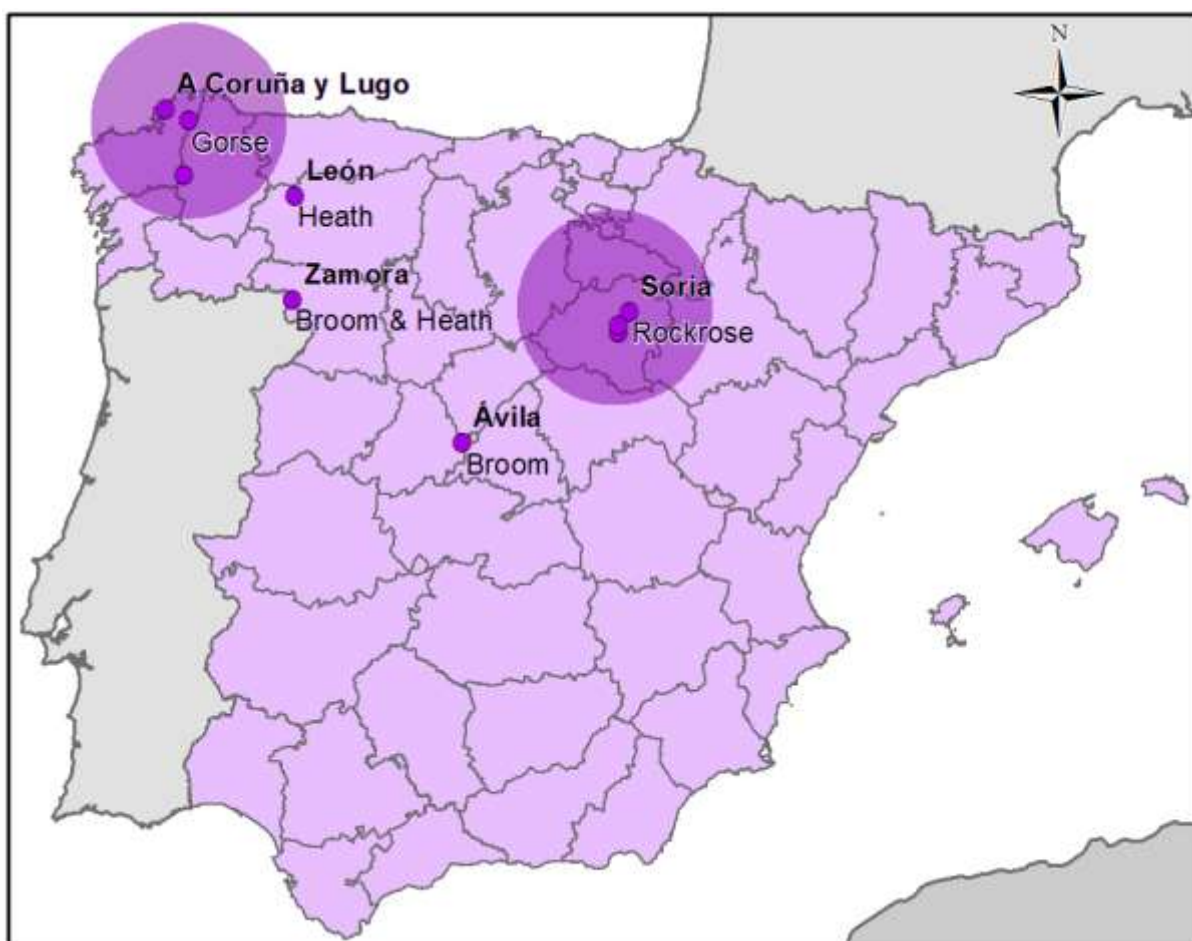 N
A Coruña y Lugo
Gorse
León
Heath
Zamora
Broom & Heath
Soria
Rockrose
Ávila
Broom